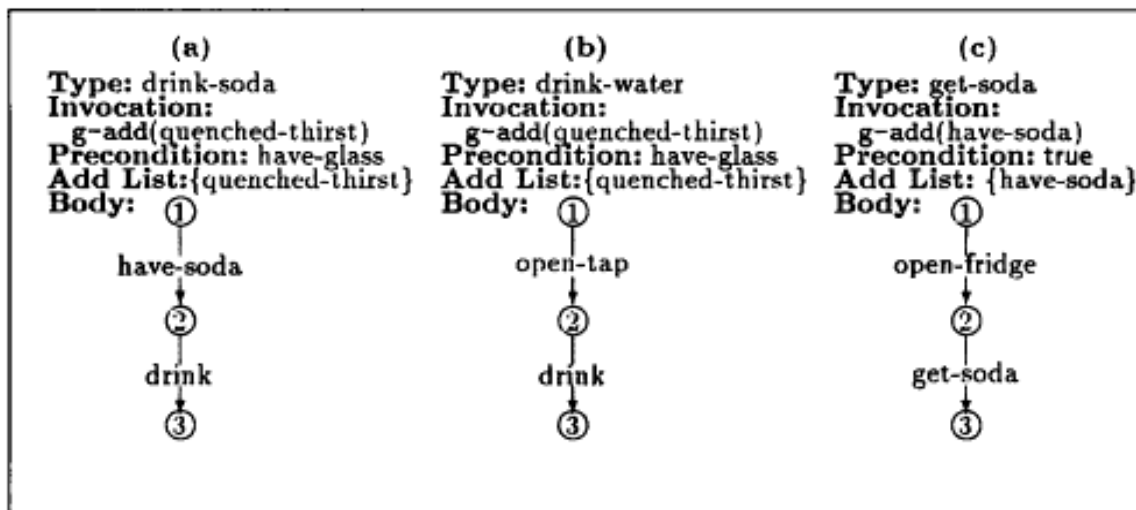 (a)
Type: drink-soda
Invocation:
g-add(quenched-thirst)
Precondition: have-glass
Add List:{quenched-thirst}
Body:
1
have-soda
2
drink
3
(b)
Type: drink-water
Invocation:
g-add(quenched-thirst)
Precondition: have-glass
Add List:{quenched-thirst}
Body:
1
open-tap
2
drink
3
(c)
Type: get-soda
Invocation:
g-add(have-soda)
Precondition: true
Add List: {have-soda}
Body:
1
open-fridge
2
get-soda
3